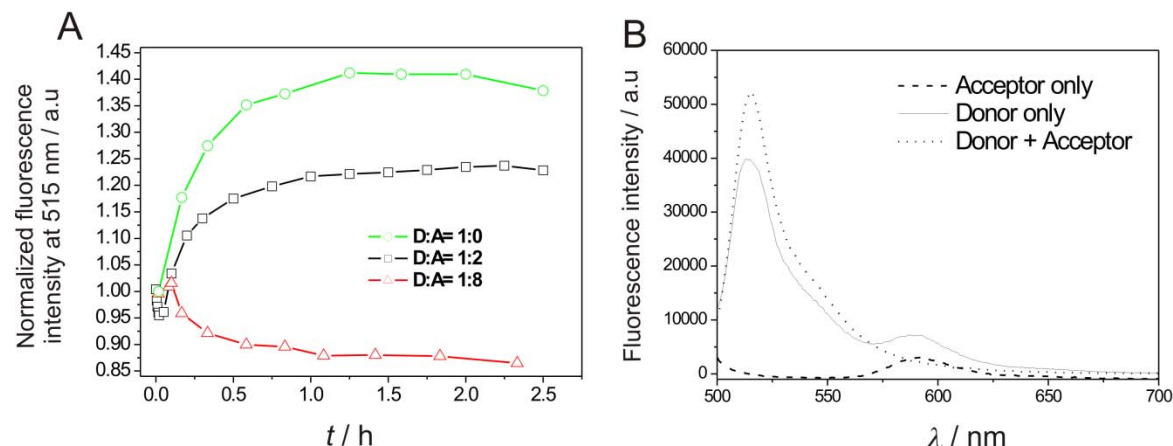 A
Normalized fluorescence
intensity at 515 nm / a.u
1.45
1.40
1.35
1.30
1.25
1.20
1.15
1.10
1.05
1.00
0.95
0.90
0.85
D:A= 1:0
D:A= 1:2
D:A= 1:8
0.0 0.5 1.0 1.5 2.0 2.5
t / h
B
Fluorescence intensity / a.u
60000
50000
40000
30000
20000
10000
0
Acceptor only
Donor only
Donor + Acceptor
500 550 600 650 700
λ / nm